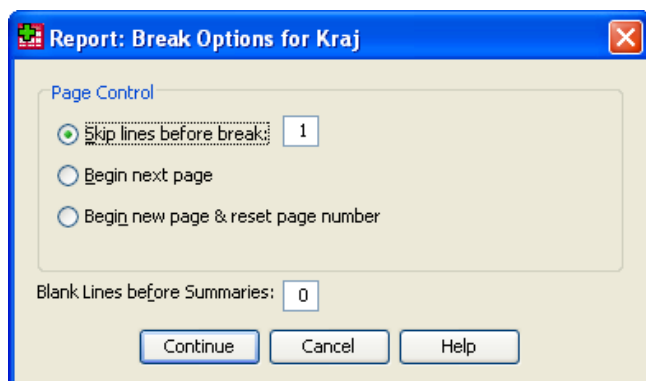 Report: Break Options for Kraj
Page Control
Skip lines before break: 1
Begin next page
Begin new page & reset page number
Blank Lines before Summaries: 0
Continue Cancel Help